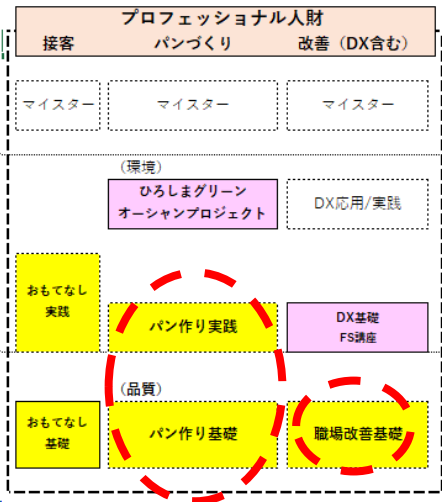 プロフェッショナル人財
接客 パンづくり 改善（DX含む）
マイスター マイスター マイスター
（環境）
ひろしまグリーン
オーシャンプロジェクト
DX応用/実践
おもてなし
実践
パン作り実践
DX基礎
FS講座
（品質）
おもてなし
基礎
パン作り基礎
職場改善基礎